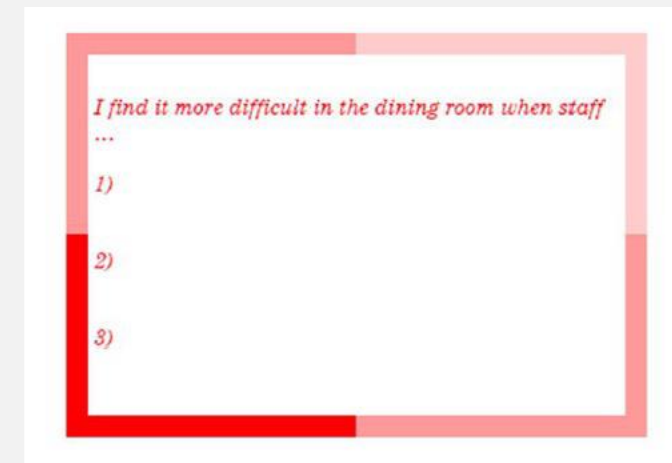 I find it more difficult in the dining room when staff
...
1)
2)
3)